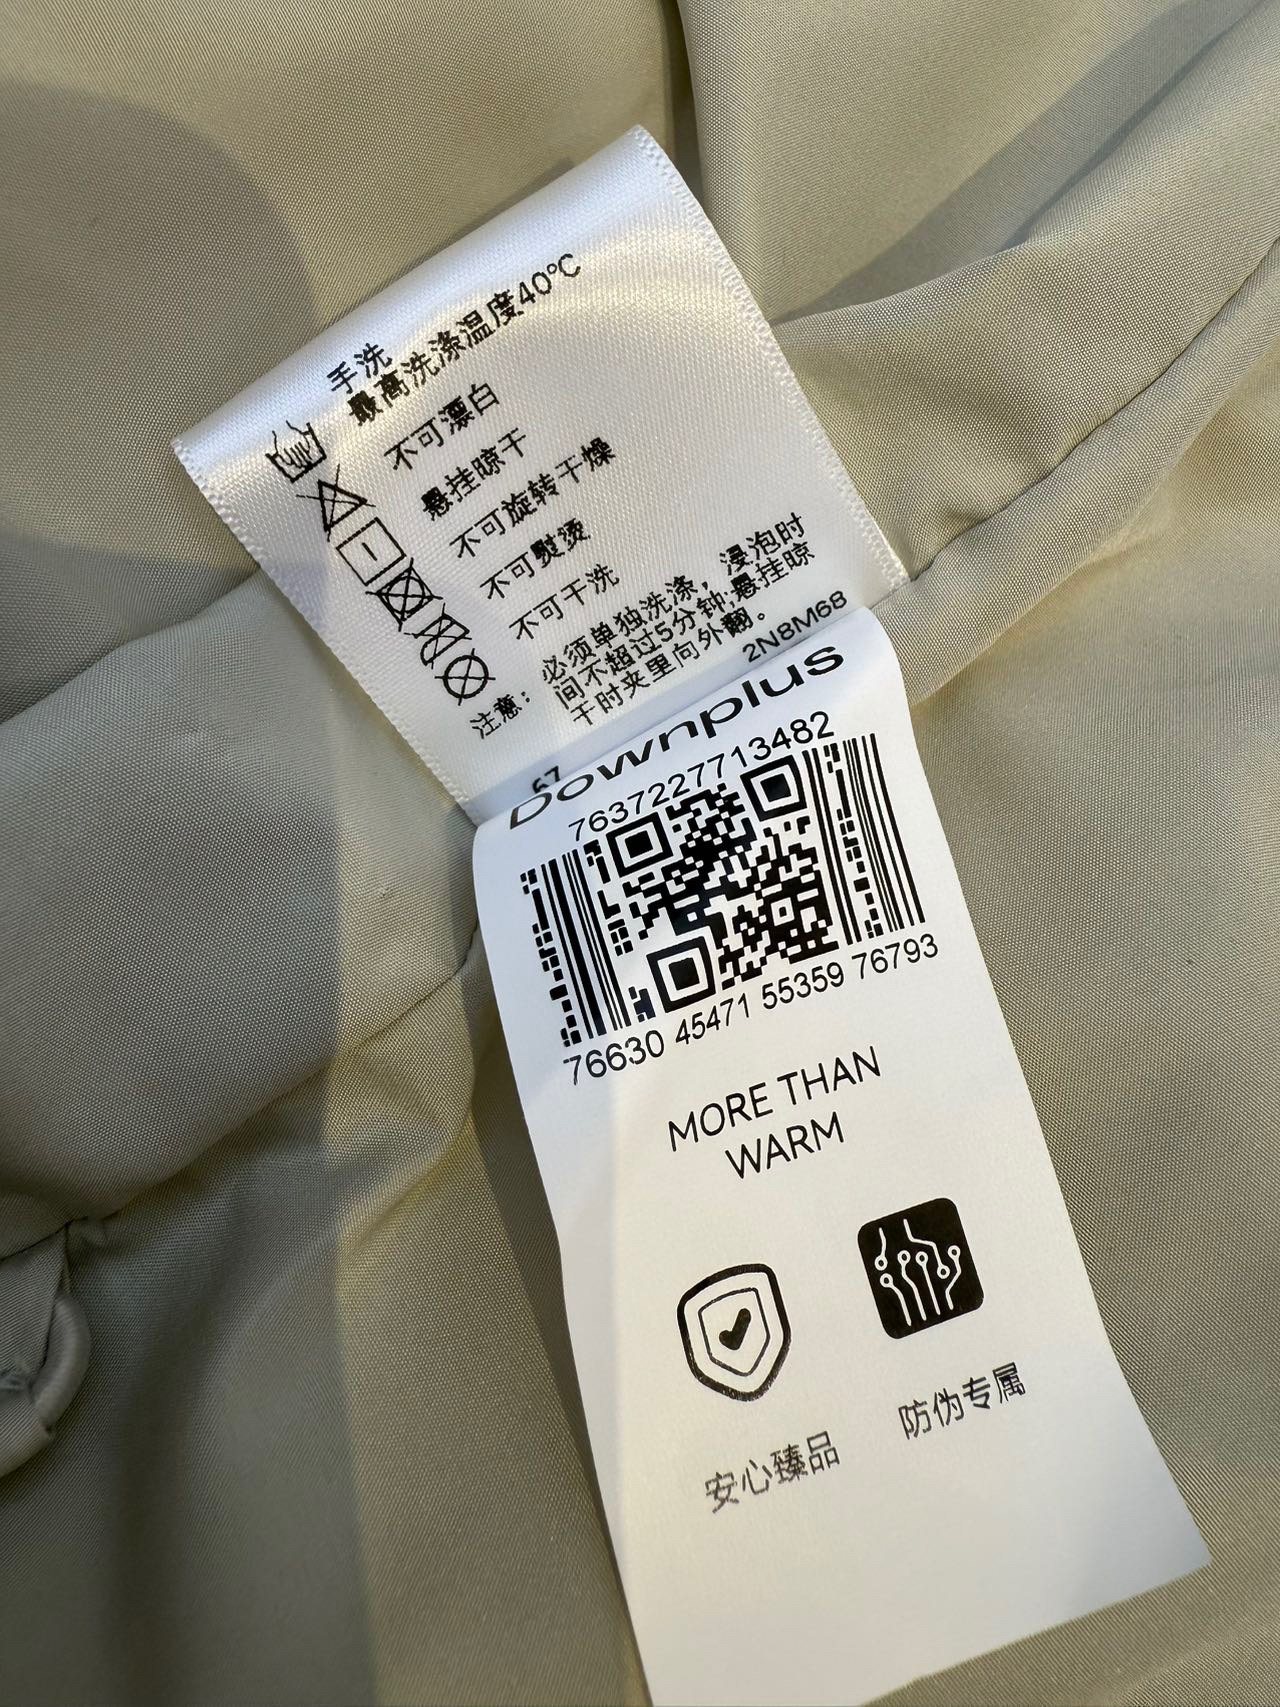 手洗
最高洗涤温度40℃
不可漂白
悬挂晾干
不可旋转干燥
不可熨烫
不可干洗
注意：必须单独洗涤，浸泡时
间不超过5分钟;悬挂晾
干时夹里向外翻。
2N8M68
67
Downplus
7637227713482
76630 45471 55359 76793
MORE THAN
WARM
安心臻品
防伪专属